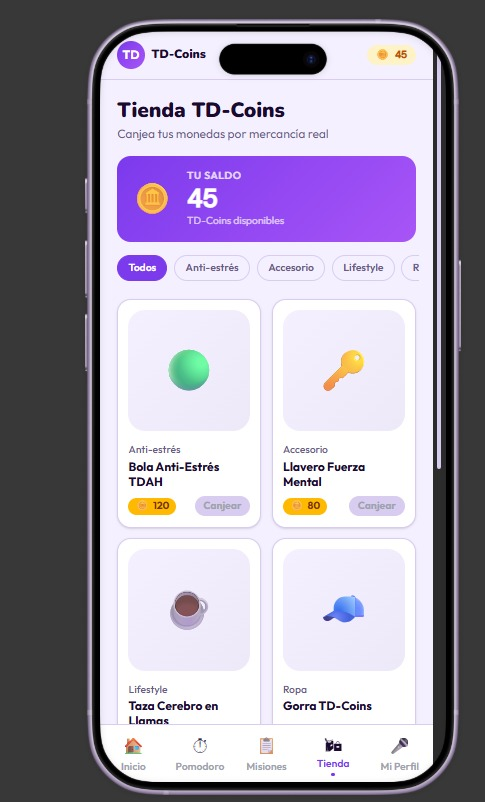 TD TD-Coins 45
Tienda TD-Coins
Canjea tus monedas por mercancía real
TU SALDO
45
TD-Coins disponibles
Todos Anti-estrés Accesorio Lifestyle R
Anti-estrés
Bola Anti-Estrés
TDAH
120 Canjear
Accesorio
Llavero Fuerza
Mental
80 Canjear
Lifestyle
Taza Cerebro en
Llamas
Ropa
Gorra TD-Coins
Inicio Pomodoro Misiones Tienda Mi Perfil